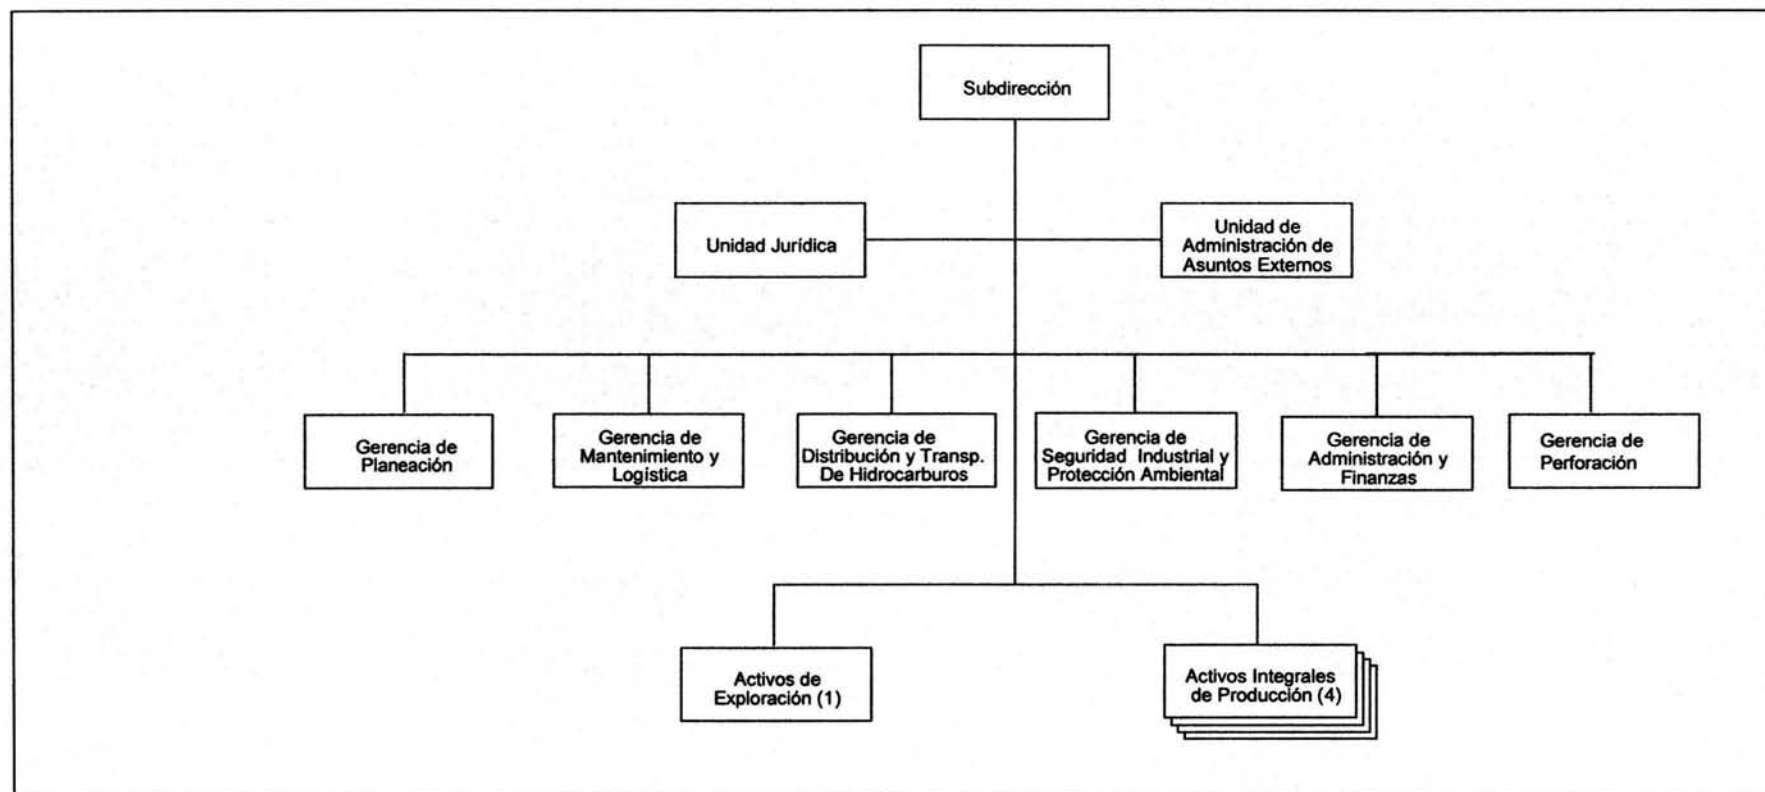 Subdirección
Unidad Jurídica
Unidad de
Administración de
Asuntos Externos
Gerencia de
Planeación
Gerencia de
Mantenimiento y
Logística
Gerencia de
Distribución y Transp.
De Hidrocarburos
Gerencia de
Seguridad Industrial y
Protección Ambiental
Gerencia de
Administración y
Finanzas
Gerencia de
Perforación
Activos de
Exploración (1)
Activos Integrales
de Producción (4)